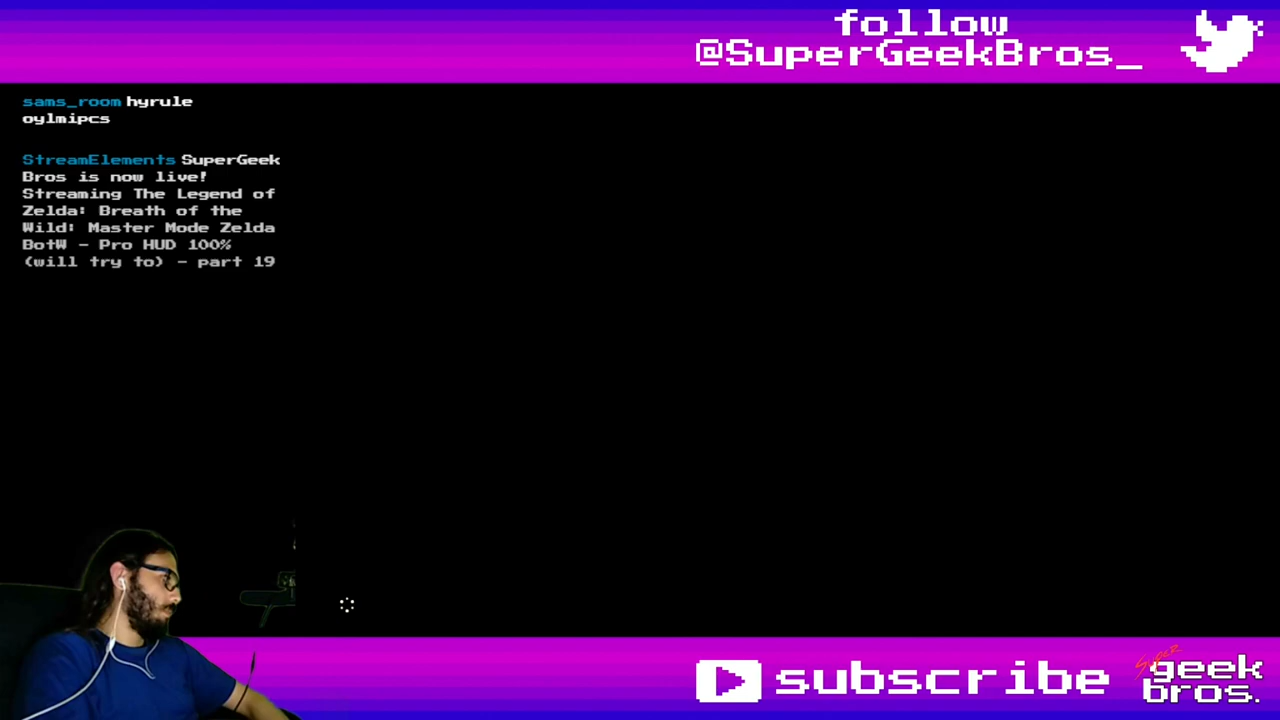 follow
@SuperGeekBros_
sams_room hyrule
oylmipcs
StreamElements SuperGeek
Bros is now live!
Streaming The Legend of
Zelda: Breath of the
Wild: Master Mode Zelda
BotW - Pro HUD 100%
(will try to) - part 19
subscribe
Super
geek
bros.